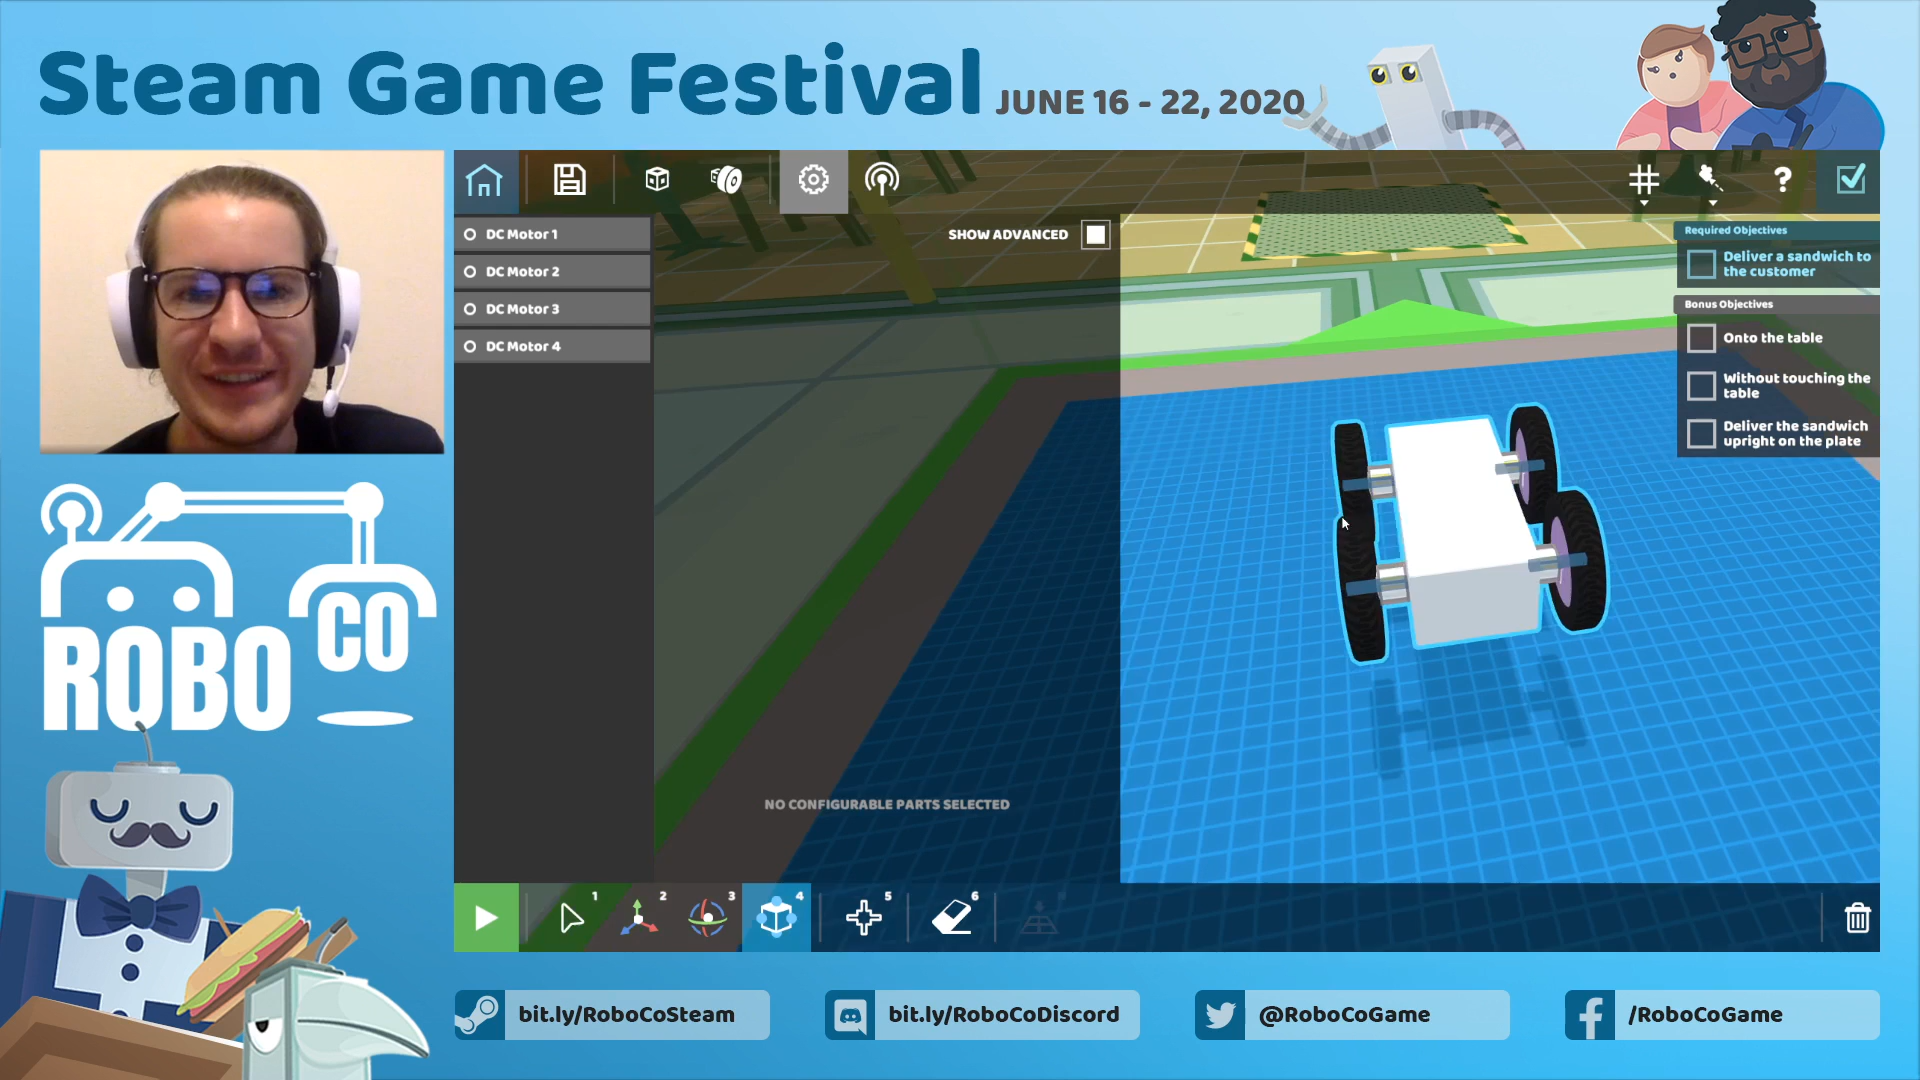 Steam Game Festival JUNE 16 - 22, 2020
DC Motor 1
DC Motor 2
DC Motor 3
DC Motor 4
SHOW ADVANCED
Required Objectives
Deliver a sandwich to
the customer
Bonus Objectives
Onto the table
Without touching the
table
Deliver the sandwich
upright on the plate
NO CONFIGURABLE PARTS SELECTED
ROBO
CO
1
2
3
4
5
6
bit.ly/RoboCoSteam
bit.ly/RoboCoDiscord
@RoboCoGame
/RoboCoGame